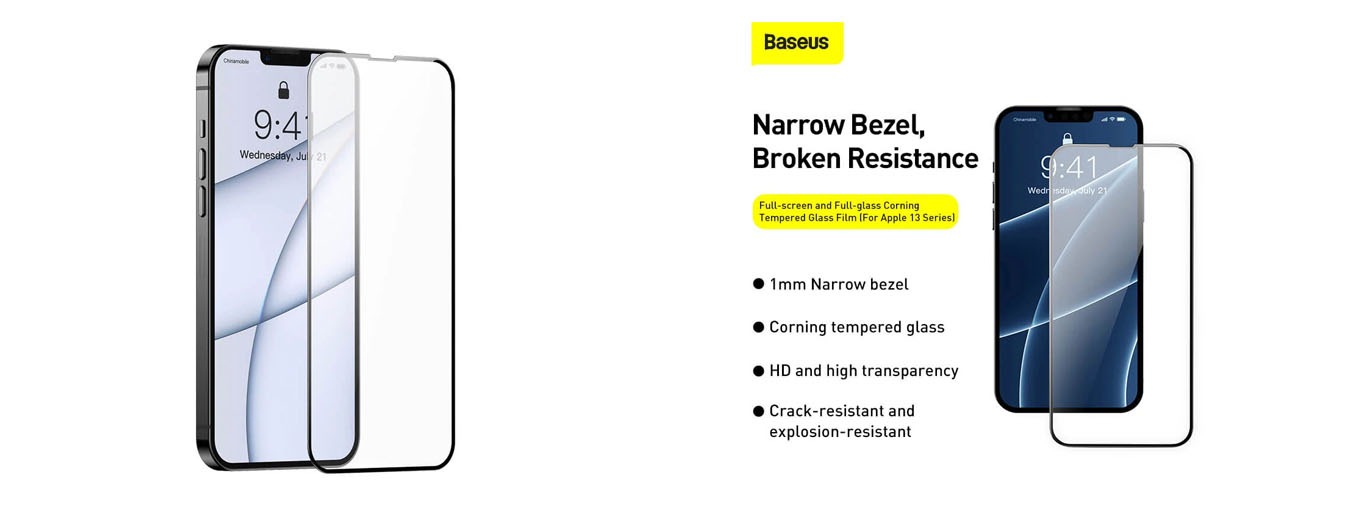 Chinamobile
9:41
Wednesday, July 21
Baseus
Narrow Bezel,
Broken Resistance
Full-screen and Full-glass Corning
Tempered Glass Film (For Apple 13 Series)
● 1mm Narrow bezel
● Corning tempered glass
● HD and high transparency
● Crack-resistant and
explosion-resistant
Chinamobile
9:41
Wednesday, July 21